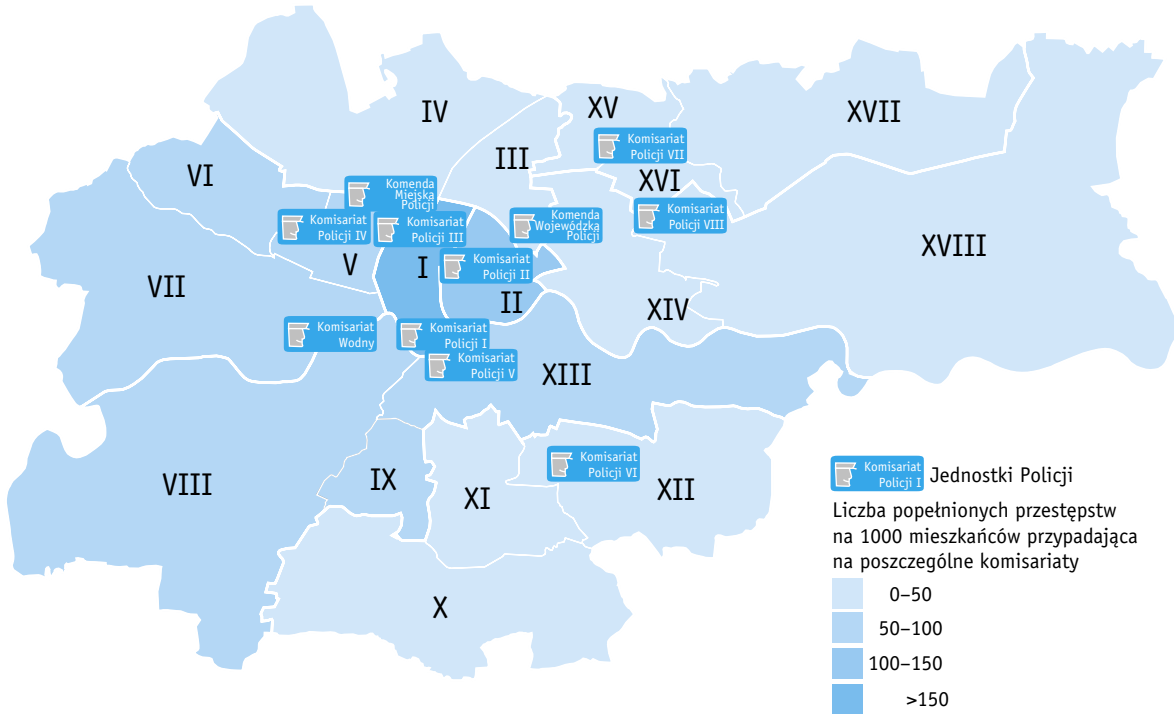 IV
XV
XVII
III
Komisariat
Policji VII
VI
XVI
Komenda
Miejska
Policji
Komisariat
Policji IV
Komisariat
Policji III
Komenda
Wojewódzka
Policji
Komisariat
Policji VIII
XVIII
V
I
Komisariat
Policji II
VII
II
XIV
Komisariat
Wodny
Komisariat
Policji I
Komisariat
Policji V
XIII
VIII
IX
XI
Komisariat
Policji VI
XII
X
Komisariat
Policji I
Jednostki Policji
Liczba popełnionych przestępstw
na 1000 mieszkańców przypadająca
na poszczególne komisariaty
0–50
50–100
100–150
>150